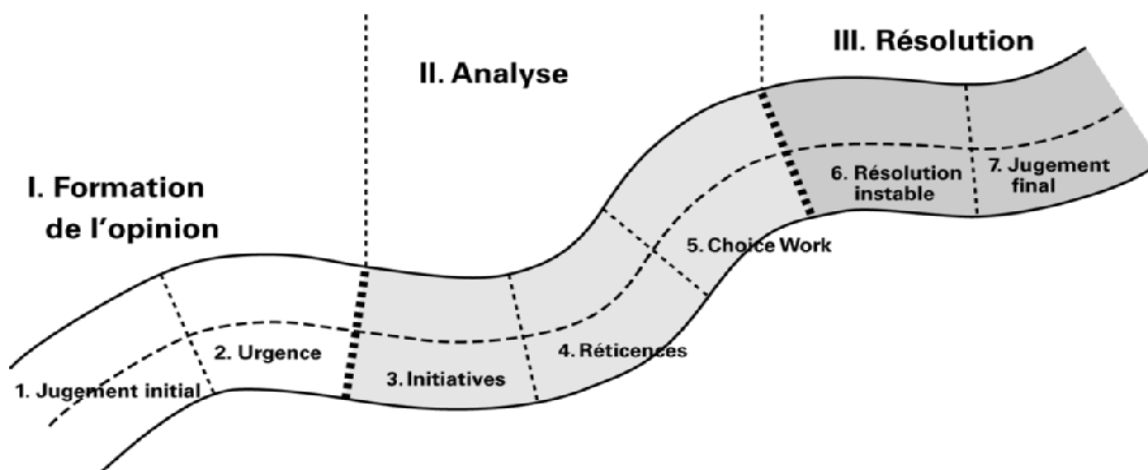 I. Formation
de l’opinion
1. Jugement initial
2. Urgence
II. Analyse
3. Initiatives
4. Réticences
5. Choice Work
III. Résolution
6. Résolution
instable
7. Jugement
final